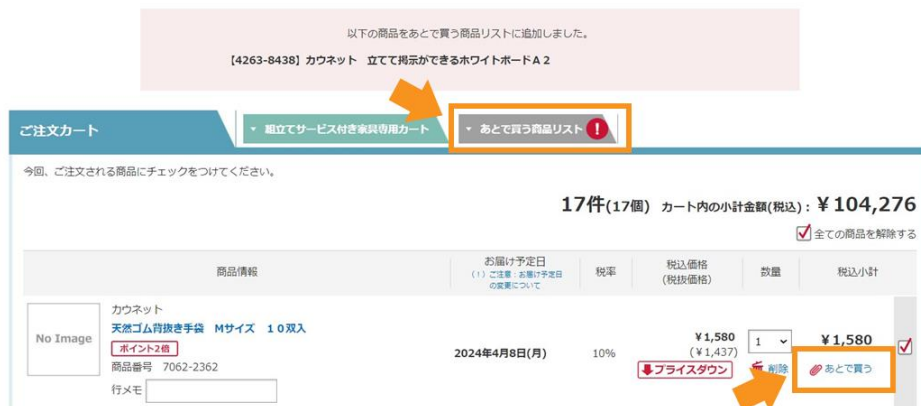 以下の商品をあとで買う商品リストに追加しました。
【4263-8438】カウネット 立てて掲示ができるホワイトボードA2
ご注文カート
組立てサービス付き家具専用カート
あとで買う商品リスト !
今回、ご注文される商品にチェックをつけてください。
17件(17個) カート内の小計金額(税込):￥104,276
全ての商品を解除する
商品情報
お届け予定日
(!)ご注意:お届け予定日
の変更について
税率
税込価格
(税抜価格)
数量
税込小計
No Image
カウネット
天然ゴム背抜き手袋 Mサイズ 10双入
ポイント2倍
商品番号 7062-2362
行メモ
2024年4月8日(月)
10%
￥1,580
(￥1,437)
プライスダウン
1
削除
￥1,580
あとで買う